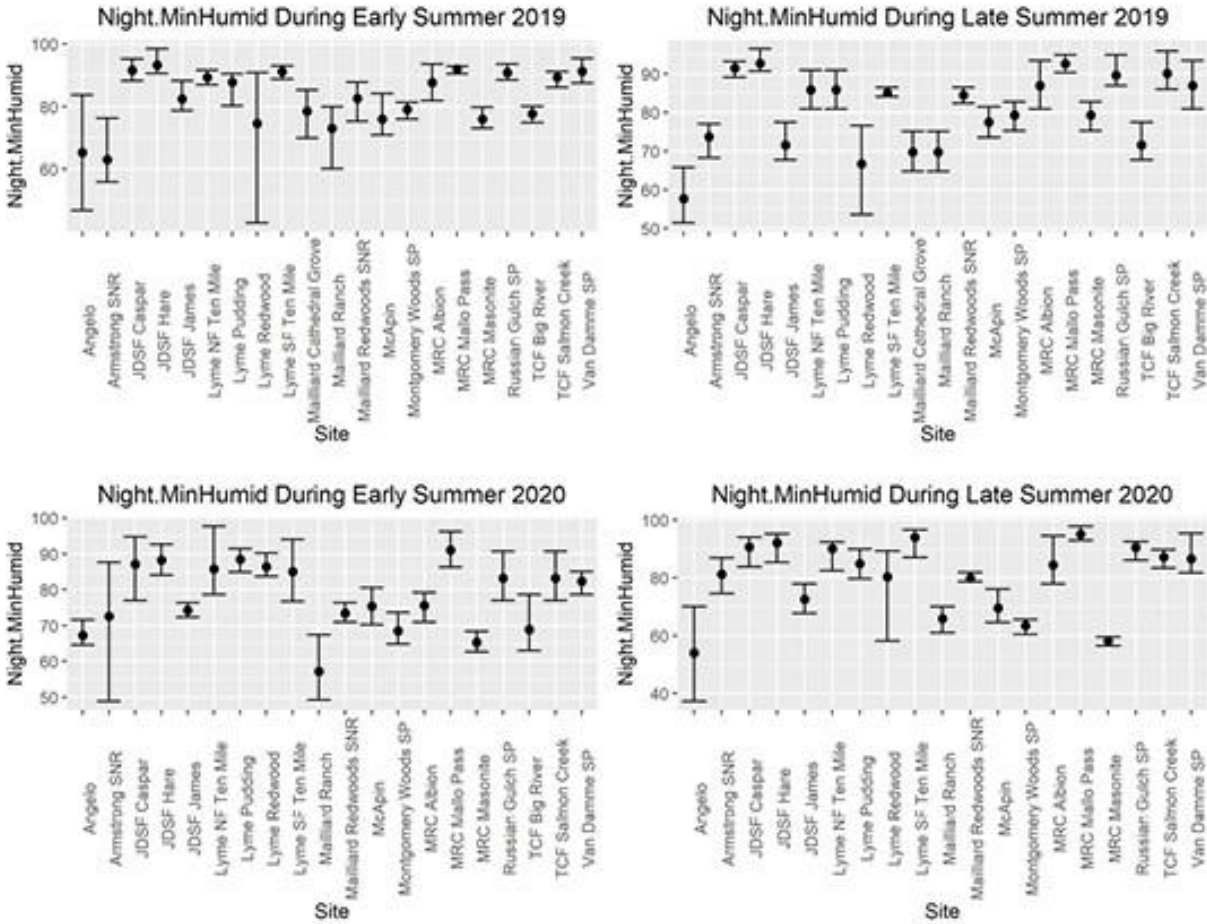 Night.MinHumid During Early Summer 2019
Night.MinHumid
100
80
60
Angelo
Armstrong SNR
JDSF Caspar
JDSF Hare
JDSF James
Lyme NF Ten Mile
Lyme Pudding
Lyme Redwood
Lyme SF Ten Mile
Mailliard Cathedral Grove
Mailliard Ranch
Mailliard Redwoods SNR
McApin
Montgomery Woods SP
MRC Albion
MRC Mallo Pass
MRC Masonite
Russian Gulch SP
TCF Big River
TCF Salmon Creek
Van Damme SP
Site
Night.MinHumid During Late Summer 2019
Night.MinHumid
90
80
70
60
50
Angelo
Armstrong SNR
JDSF Caspar
JDSF Hare
JDSF James
Lyme NF Ten Mile
Lyme Pudding
Lyme Redwood
Lyme SF Ten Mile
Mailliard Cathedral Grove
Mailliard Ranch
Mailliard Redwoods SNR
McApin
Montgomery Woods SP
MRC Albion
MRC Mallo Pass
MRC Masonite
Russian Gulch SP
TCF Big River
TCF Salmon Creek
Van Damme SP
Site
Night.MinHumid During Early Summer 2020
Night.MinHumid
100
90
80
70
60
50
Angelo
Armstrong SNR
JDSF Caspar
JDSF Hare
JDSF James
Lyme NF Ten Mile
Lyme Pudding
Lyme Redwood
Lyme SF Ten Mile
Mailliard Ranch
Mailliard Redwoods SNR
McApin
Montgomery Woods SP
MRC Albion
MRC Mallo Pass
MRC Masonite
Russian Gulch SP
TCF Big River
TCF Salmon Creek
Van Damme SP
Site
Night.MinHumid During Late Summer 2020
Night.MinHumid
100
80
60
40
Angelo
Armstrong SNR
JDSF Caspar
JDSF Hare
JDSF James
Lyme NF Ten Mile
Lyme Pudding
Lyme Redwood
Lyme SF Ten Mile
Mailliard Ranch
Mailliard Redwoods SNR
McApin
Montgomery Woods SP
MRC Albion
MRC Mallo Pass
MRC Masonite
Russian Gulch SP
TCF Salmon Creek
Van Damme SP
Site